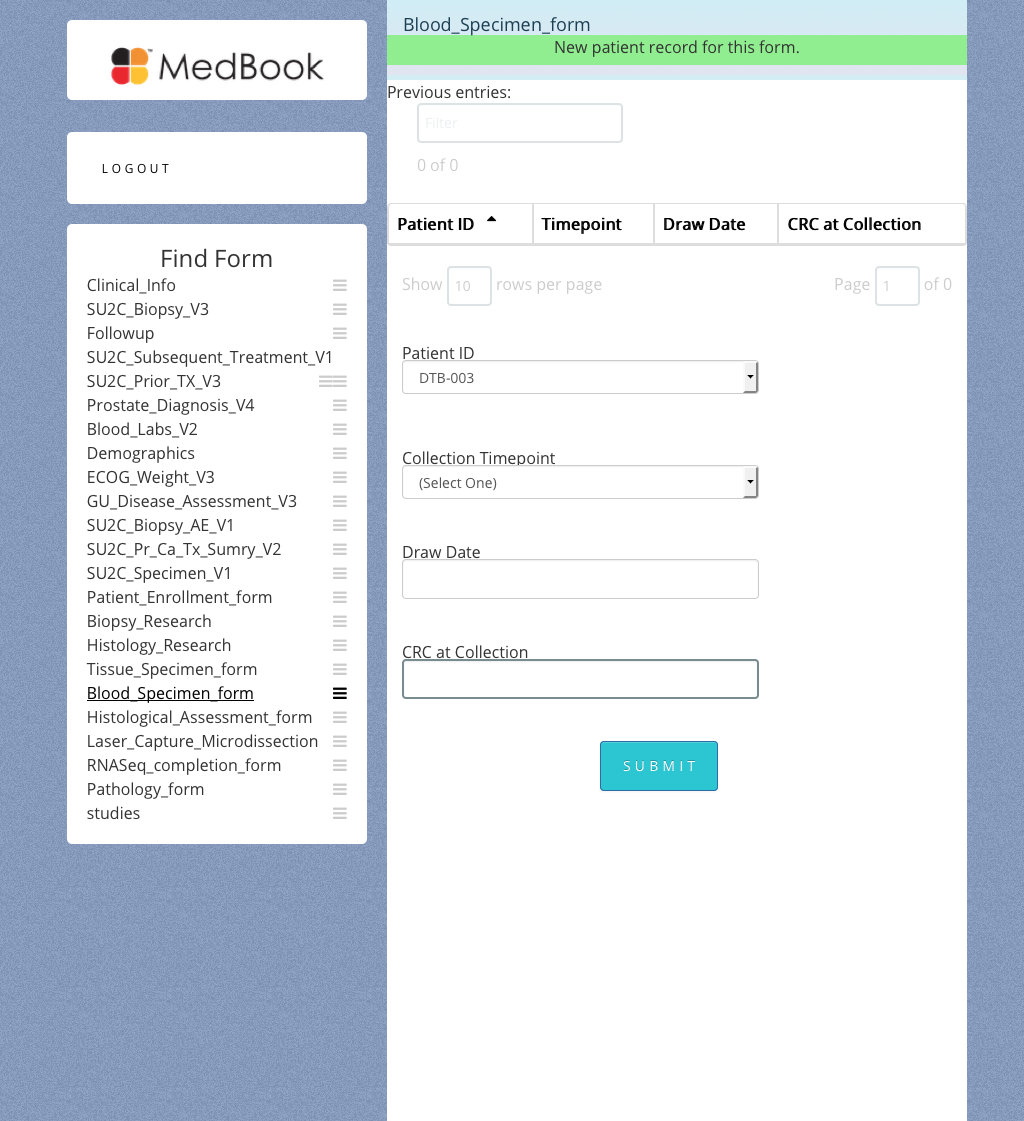 MedBook™
LOGOUT
Find Form
Clinical_Info
SU2C_Biopsy_V3
Followup
SU2C_Subsequent_Treatment_V1
SU2C_Prior_TX_V3
Prostate_Diagnosis_V4
Blood_Labs_V2
Demographics
ECOG_Weight_V3
GU_Disease_Assessment_V3
SU2C_Biopsy_AE_V1
SU2C_Pr_Ca_Tx_Sumry_V2
SU2C_Specimen_V1
Patient_Enrollment_form
Biopsy_Research
Histology_Research
Tissue_Specimen_form
Blood_Specimen_form
Histological_Assessment_form
Laser_Capture_Microdissection
RNASeq_completion_form
Pathology_form
studies
Blood_Specimen_form
New patient record for this form.
Previous entries:
Filter
0 of 0
Patient ID Timepoint Draw Date CRC at Collection
Show 10 rows per page Page 1 of 0
Patient ID
DTB-003
Collection Timepoint
(Select One)
Draw Date
CRC at Collection
SUBMIT